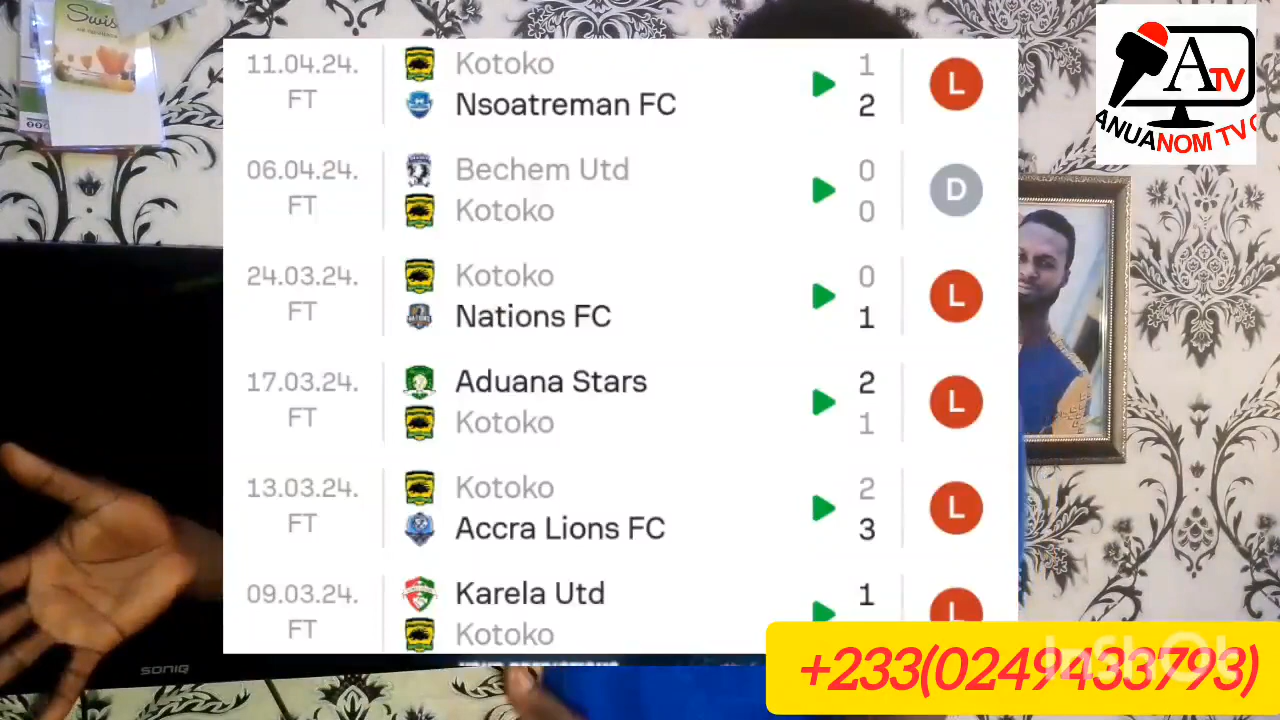 Swis
11.04.24.
FT
Kotoko
Nsoatreman FC
1
2
L
06.04.24.
FT
Bechem Utd
Kotoko
0
0
D
24.03.24.
FT
Kotoko
Nations FC
0
1
L
17.03.24.
FT
Aduana Stars
Kotoko
2
1
L
13.03.24.
FT
Kotoko
Accra Lions FC
2
3
L
09.03.24.
FT
Karela Utd
Kotoko
1
L
A TV
ANUANOM TV
SONIQ
+233(0249433793)
InShOt